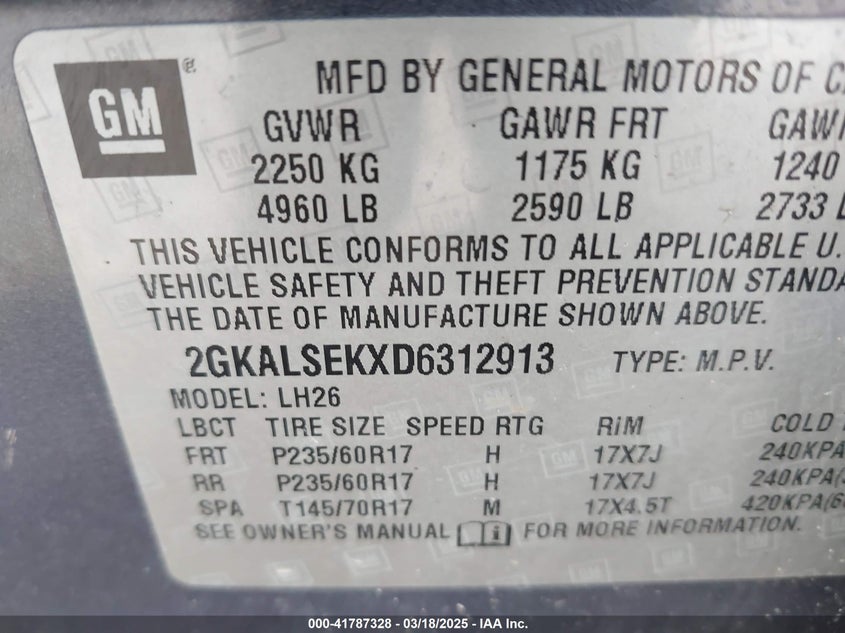 GM ®
MFD BY GENERAL MOTORS OF
GVWR GAWR FRT
2250 KG 1175 KG 1240
4960 LB 2590 LB 2733
THIS VEHICLE CONFORMS TO ALL APPLICABLE U.
VEHICLE SAFETY AND THEFT PREVENTION
THE DATE OF MANUFACTURE SHOWN ABOVE.
2GKALSEKXD6312913 TYPE: M.P.V.
MODEL: LH26
LBCT TIRE SIZE SPEED RTG RiM COLD
FRT P235/60R17 H 17X7J 240KPA
RR P235/60R17 H 17X7J 240KPA(
SPA T145/70R17 M 17X4.5T 420KPA(6
SEE OWNER'S MANUAL i FOR MORE INFORMATION.
000-41787328 - 03/18/2025 - IAA Inc.